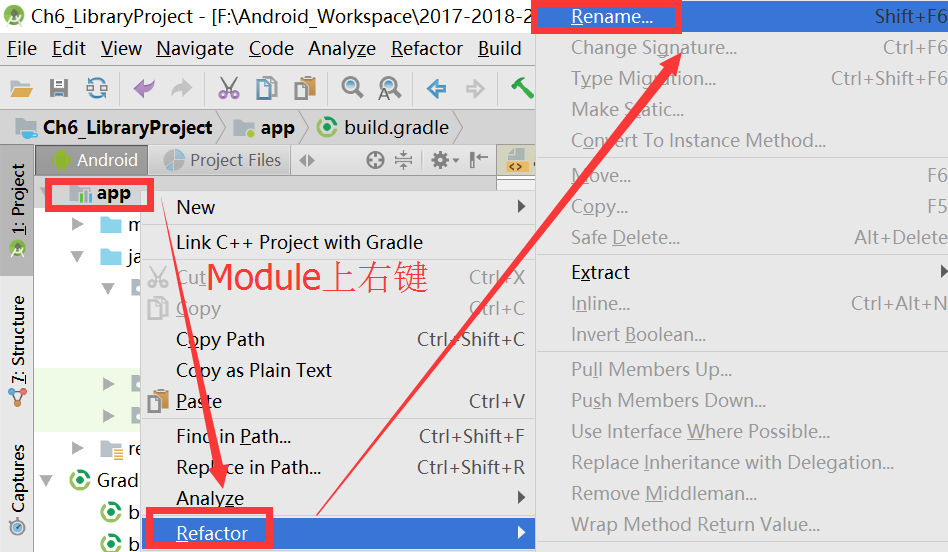 Ch6_LibraryProject - [F:\Android_Workspace\2017-2018-2
File Edit View Navigate Code Analyze Refactor Build
Ch6_LibraryProject app build.gradle
Android Project Files
1: Project
7: Structure
Captures
app
m
ja
re
Grad
b
b
New
Link C++ Project with Gradle
Cut Ctrl+X
Module上右键
Copy Ctrl+C
Copy Path Ctrl+Shift+C
Copy as Plain Text
Paste Ctrl+V
Find in Path... Ctrl+Shift+F
Replace in Path... Ctrl+Shift+R
Analyze
Refactor
Rename... Shift+F6
Change Signature... Ctrl+F6
Type Migration... Ctrl+Shift+F6
Make Static...
Convert To Instance Method...
Move... F6
Copy... F5
Safe Delete... Alt+Delete
Extract
Inline... Ctrl+Alt+N
Invert Boolean...
Pull Members Up...
Push Members Down...
Use Interface Where Possible...
Replace Inheritance with Delegation...
Remove Middleman...
Wrap Method Return Value...